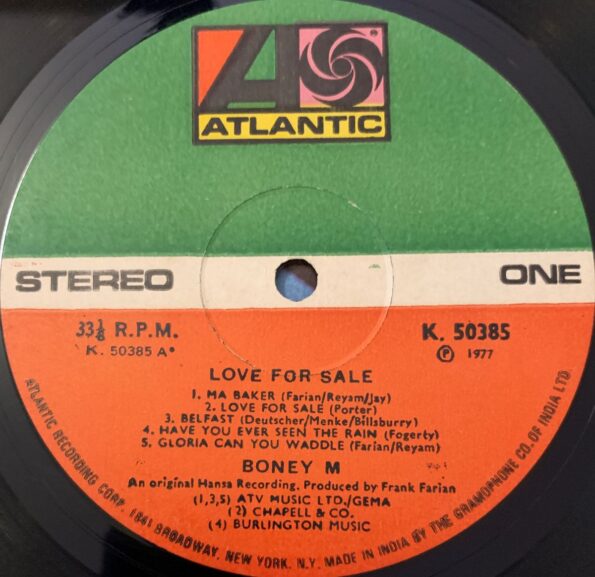 ATLANTIC
STEREO
ONE
33⅓ R.P.M.
K. 50385 A*
K. 50385
Ⓟ 1977
LOVE FOR SALE
1. MA BAKER (Farian/Reyam/Jay)
2. LOVE FOR SALE (Porter)
3. BELFAST (Deutscher/Menke/Billsburry)
4. HAVE YOU EVER SEEN THE RAIN (Fogerty)
5. GLORIA CAN YOU WADDLE (Farian/Reyam)
BONEY M
An original Hansa Recording. Produced by Frank Farian
(1,3,5) ATV MUSIC LTD./GEMA
(2) CHAPELL & CO.
(4) BURLINGTON MUSIC
ATLANTIC RECORDING CORP. 1841 BROADWAY, NEW YORK, N.Y. MADE IN INDIA BY THE GRAMOPHONE CO. OF INDIA LTD